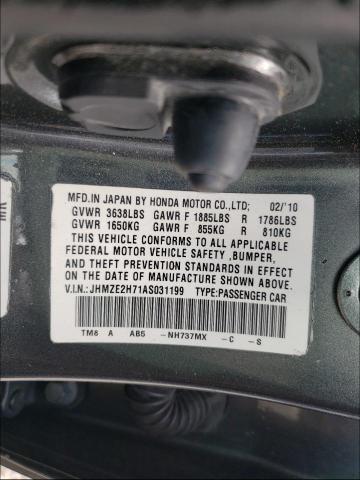 MFD.IN JAPAN BY HONDA MOTOR CO.,LTD; 02/'10
GVWR 3638LBS GAWR F 1885LBS R 1786LBS
GVWR 1650KG GAWR F 855KG R 810KG
THIS VEHICLE CONFORMS TO ALL APPLICABLE
FEDERAL MOTOR VEHICLE SAFETY ,BUMPER,
AND THEFT PREVENTION STANDARDS IN EFFECT
ON THE DATE OF MANUFACTURE SHOWN ABOVE.
V.I.N.: JHMZE2H71AS031199 TYPE:PASSENGER CAR
TM8 A AB5 -NH737MX -C -S